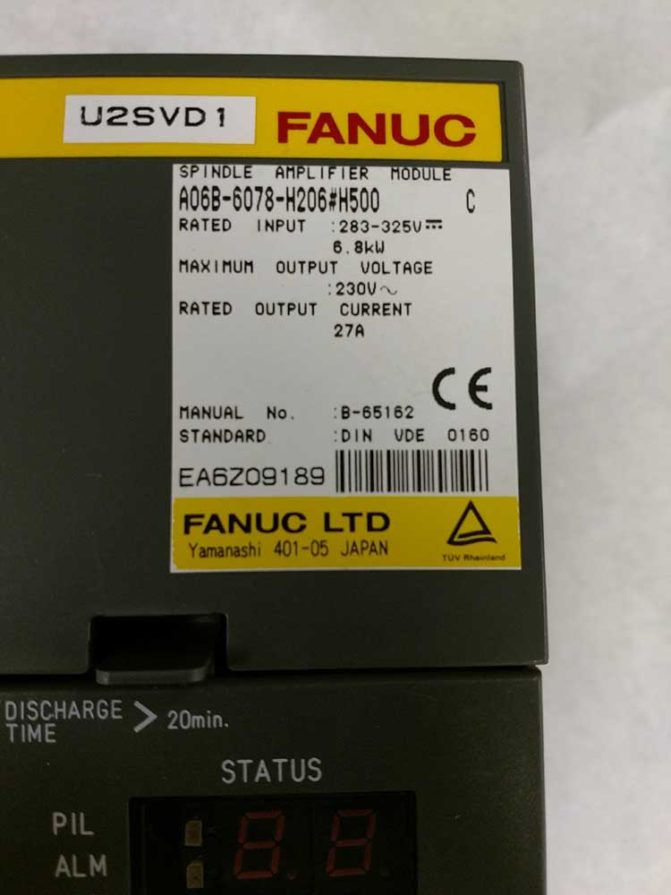 U2SVD1
FANUC
SPINDLE AMPLIFIER MODULE
A06B-6078-H206#H500 C
RATED INPUT :283-325V⎓
6.8kW
MAXIMUM OUTPUT VOLTAGE
:230V～
RATED OUTPUT CURRENT
27A
CE
MANUAL No. :B-65162
STANDARD :DIN VDE 0160
EA6Z09189
FANUC LTD
Yamanashi 401-05 JAPAN
TÜV Rheinland
DISCHARGE TIME > 20min.
STATUS
PIL
ALM